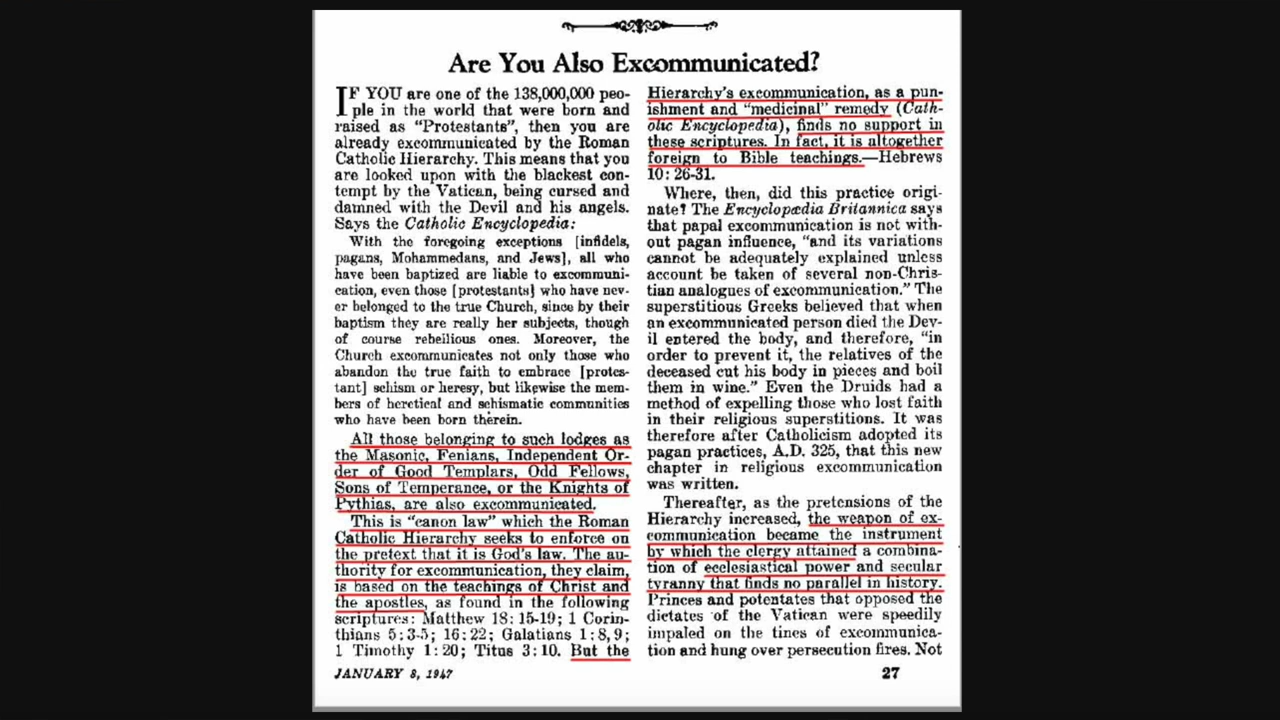 Are You Also Excommunicated?
IF YOU are one of the 138,000,000 peo-
ple in the world that were born and
raised as "Protestants", then you are
already excommunicated by the Roman
Catholic Hierarchy. This means that you
are looked upon with the blackest con-
tempt by the Vatican, being cursed and
damned with the Devil and his angels.
Says the Catholic Encyclopedia:
With the foregoing exceptions [infidels,
pagans, Mohammedans, and Jews], all who
have been baptized are liable to excommuni-
cation, even those [protestants] who have nev-
er belonged to the true Church, since by their
baptism they are really her subjects, though
of course rebellious ones. Moreover, the
Church excommunicates not only those who
abandon the true faith to embrace [protes-
tant] schism or heresy, but likewise the mem-
bers of heretical and schismatic communities
who have been born therein.
All those belonging to such lodges as
the Masonic, Fenians, Independent Or-
der of Good Templars, Odd Fellows,
Sons of Temperance, or the Knights of
Pythias, are also excommunicated.
This is "canon law" which the Roman
Catholic Hierarchy seeks to enforce on
the pretext that it is God's law. The au-
thority for excommunication, they claim,
is based on the teachings of Christ and
the apostles, as found in the following
scriptures: Matthew 18:15-19; 1 Corin-
thians 5:3-5; 16:22; Galatians 1:8,9;
1 Timothy 1:20; Titus 3:10. But the
Hierarchy's excommunication, as a pun-
ishment and "medicinal" remedy (Cath-
olic Encyclopedia), finds no support in
these scriptures. In fact, it is altogether
foreign to Bible teachings.—Hebrews
10:26-31.
Where, then, did this practice origi-
nate? The Encyclopædia Britannica says
that papal excommunication is not with-
out pagan influence, "and its variations
cannot be adequately explained unless
account be taken of several non-Chris-
tian analogues of excommunication." The
superstitious Greeks believed that when
an excommunicated person died the Dev-
il entered the body, and therefore, "in
order to prevent it, the relatives of the
deceased cut his body in pieces and boil
them in wine." Even the Druids had a
method of expelling those who lost faith
in their religious superstitions. It was
therefore after Catholicism adopted its
pagan practices, A.D. 325, that this new
chapter in religious excommunication
was written.
Thereafter, as the pretensions of the
Hierarchy increased, the weapon of ex-
communication became the instrument
by which the clergy attained a combina-
tion of ecclesiastical power and secular
tyranny that finds no parallel in history.
Princes and potentates that opposed the
dictates of the Vatican were speedily
impaled on the tines of excommunica-
tion and hung over persecution fires. Not
JANUARY 8, 1947
27